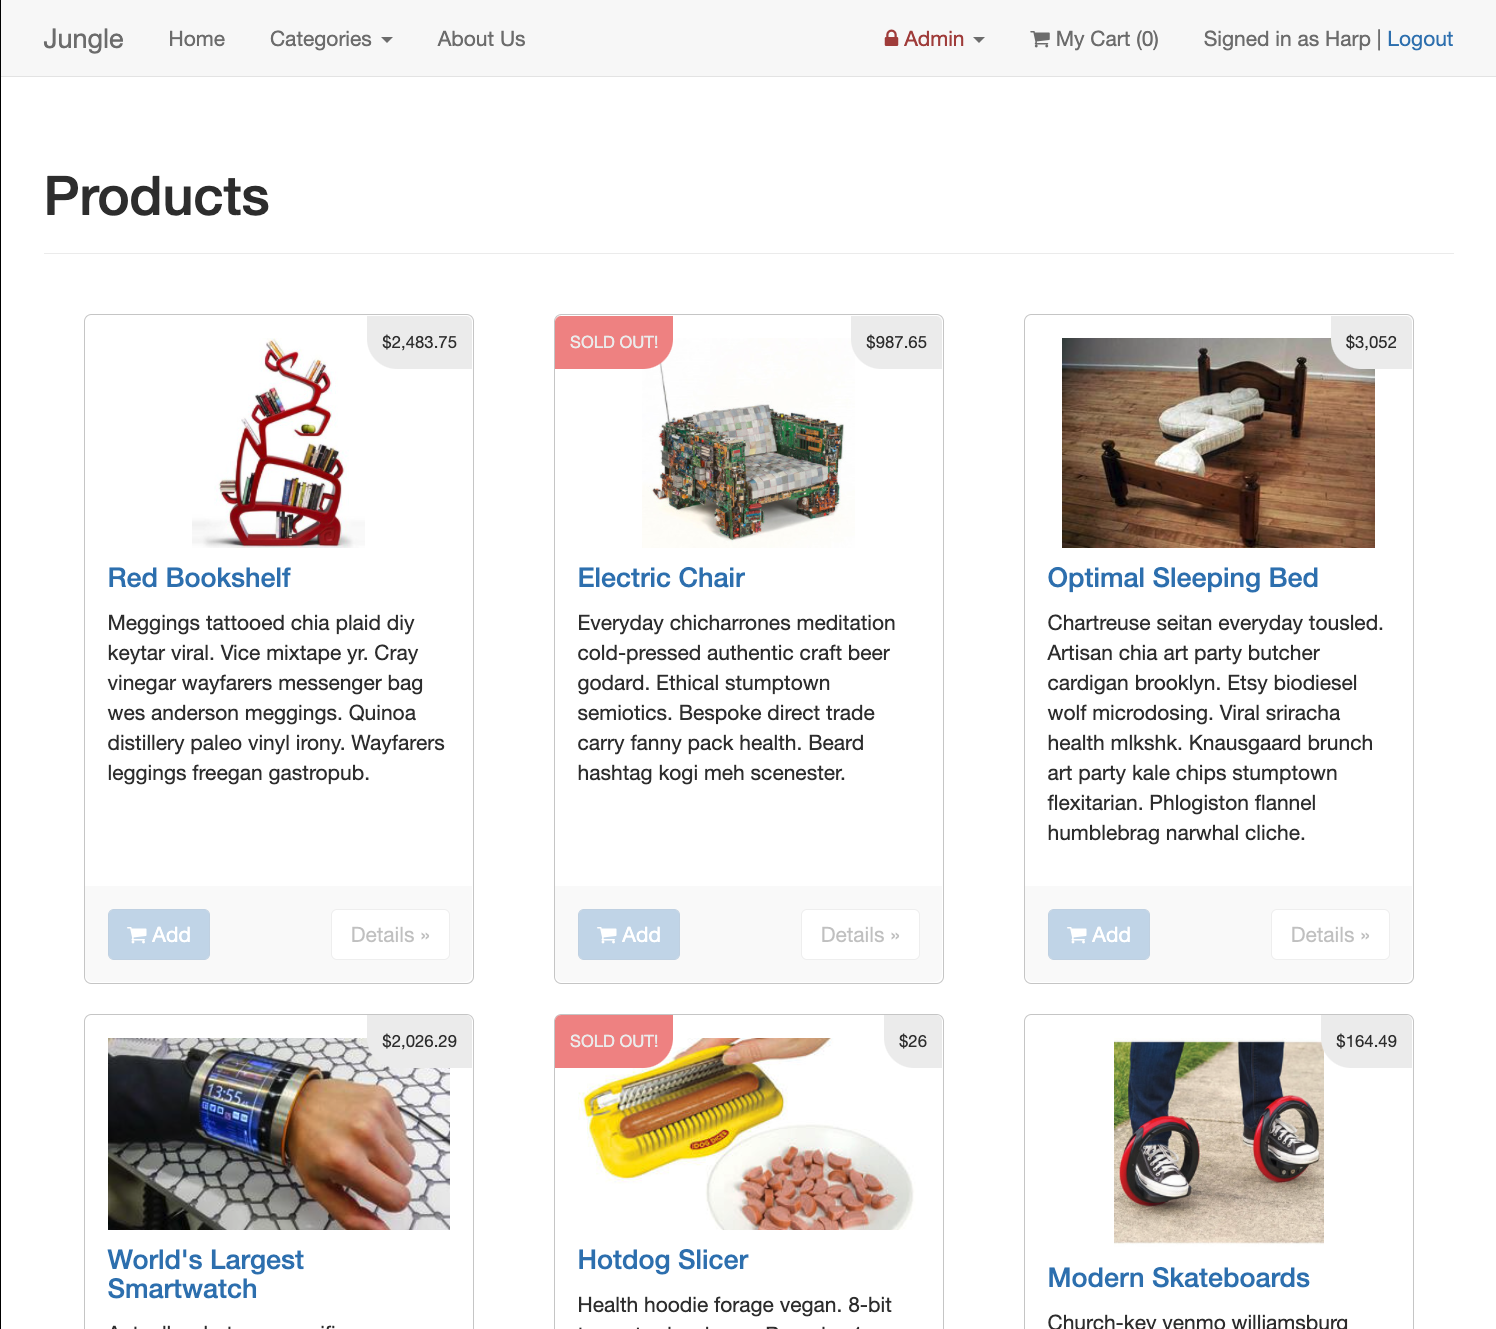 Jungle Home Categories About Us Admin My Cart (0) Signed in as Harp | Logout
Products
$2,483.75
Red Bookshelf
Meggings tattooed chia plaid diy
keytar viral. Vice mixtape yr. Cray
vinegar wayfarers messenger bag
wes anderson meggings. Quinoa
distillery paleo vinyl irony. Wayfarers
leggings freegan gastropub.
Add Details »
SOLD OUT! $987.65
Electric Chair
Everyday chicharrones meditation
cold-pressed authentic craft beer
godard. Ethical stumptown
semiotics. Bespoke direct trade
carry fanny pack health. Beard
hashtag kogi meh scenester.
Add Details »
$3,052
Optimal Sleeping Bed
Chartreuse seitan everyday tousled.
Artisan chia art party butcher
cardigan brooklyn. Etsy biodiesel
wolf microdosing. Viral sriracha
health mlkshk. Knausgaard brunch
art party kale chips stumptown
flexitarian. Phlogiston flannel
humblebrag narwhal cliche.
Add Details »
$2,026.29
13:55
World's Largest
Smartwatch
SOLD OUT! $26
Hotdog Slicer
Health hoodie forage vegan. 8-bit
$164.49
Modern Skateboards
Church-key venmo williamsburg